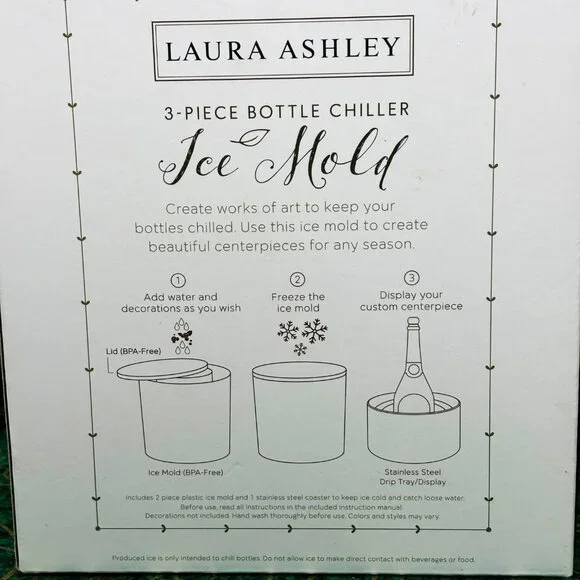 LAURA ASHLEY
3-PIECE BOTTLE CHILLER
Ice Mold
Create works of art to keep your
bottles chilled. Use this ice mold to create
beautiful centerpieces for any season.
1
Add water and
decorations as you wish
2
Freeze the
ice mold
3
Display your
custom centerpiece
Lid (BPA-Free)
Ice Mold (BPA-Free)
Stainless Steel
Drip Tray/Display
Includes 2 piece plastic ice mold and 1 stainless steel coaster to keep ice cold and catch loose water.
Before use, read all instructions in the included instruction manual.
Decorations not included. Hand wash thoroughly before use. Colors and styles may vary.
Produced ice is only intended to chill bottles. Do not allow ice to make direct contact with beverages or food.